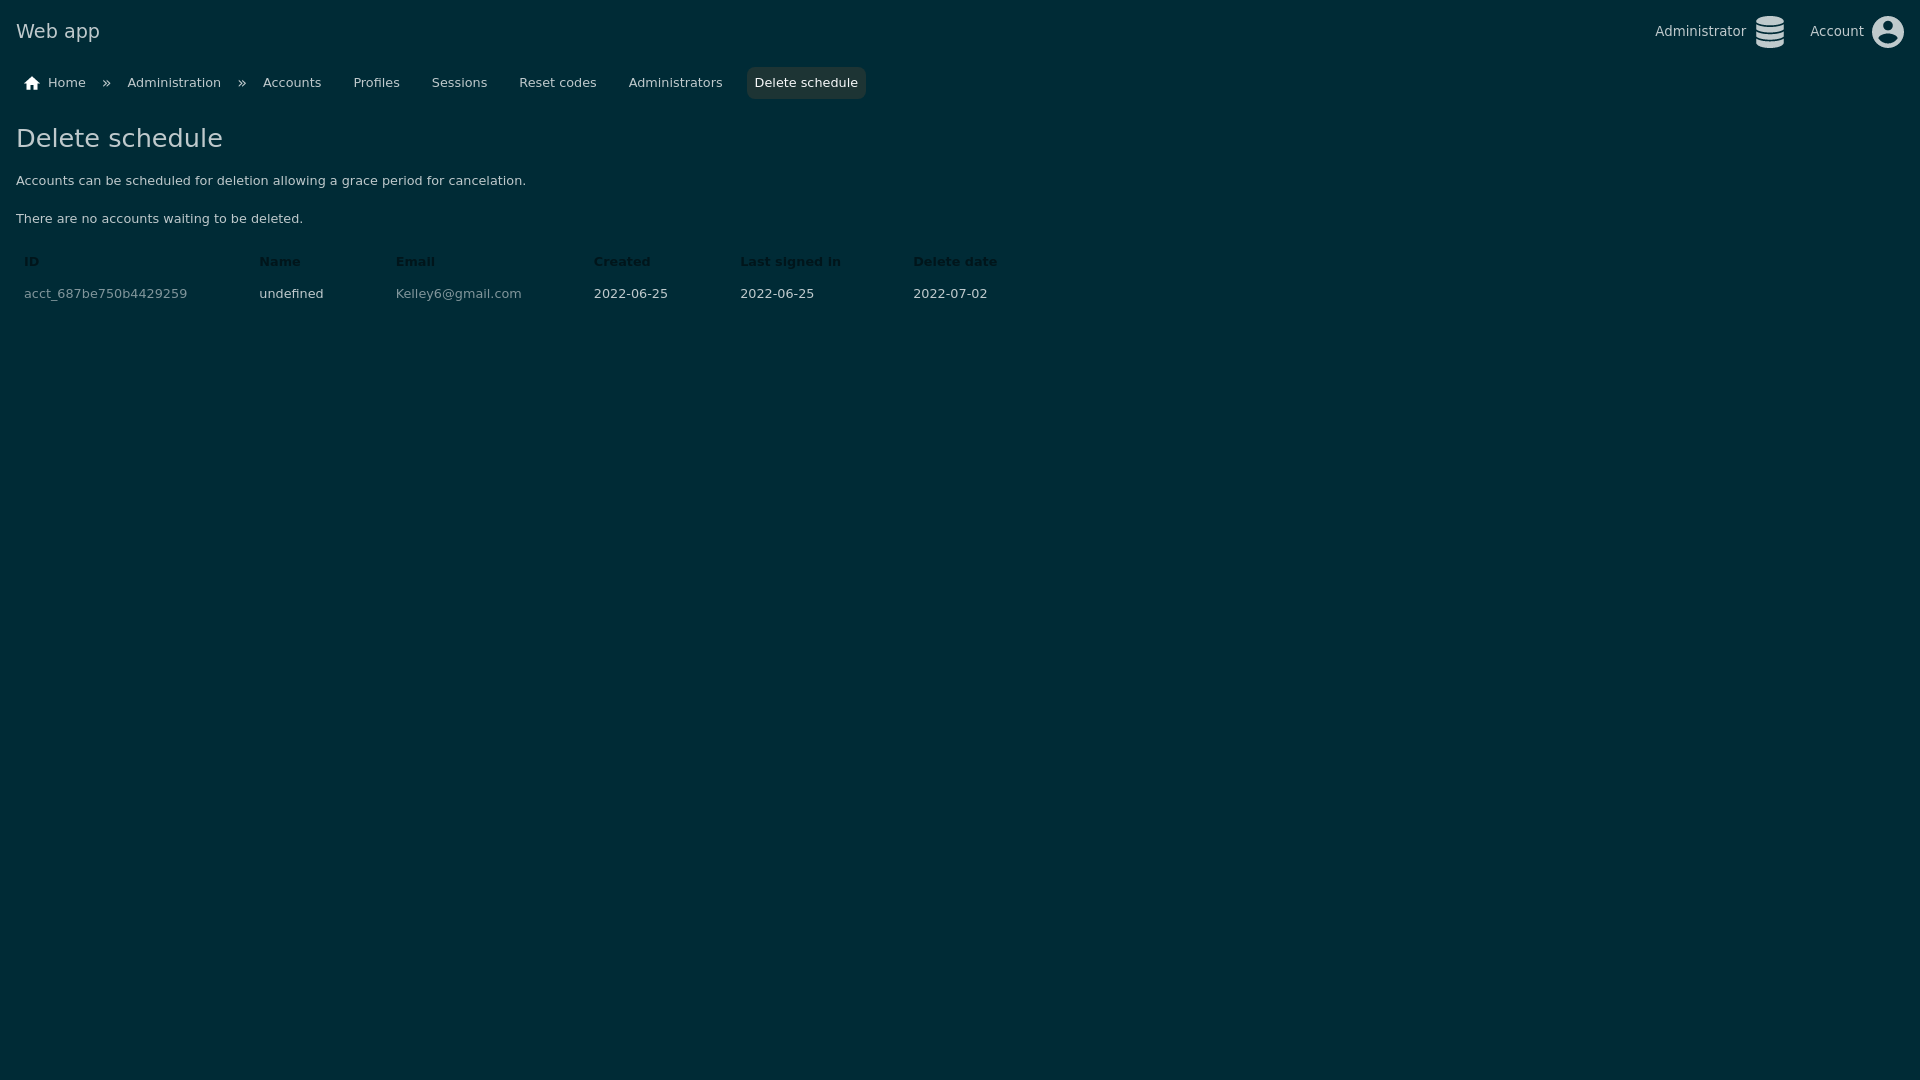 Web app
Administrator Account
Home » Administration » Accounts Profiles Sessions Reset codes Administrators Delete schedule
Delete schedule
Accounts can be scheduled for deletion allowing a grace period for cancelation.
There are no accounts waiting to be deleted.
ID Name Email Created Last signed in Delete date
acct_687be750b4429259 undefined Kelley6@gmail.com 2022-06-25 2022-06-25 2022-07-02